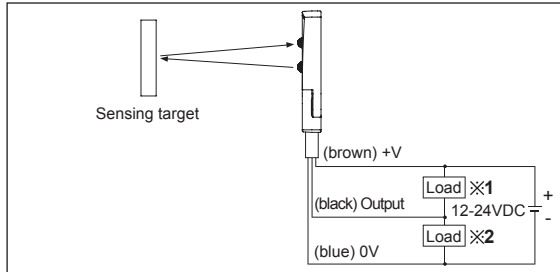 Sensing target
(brown) +V
Load ※1
(black) Output
12-24VDC
+
-
Load ※2
(blue) 0V